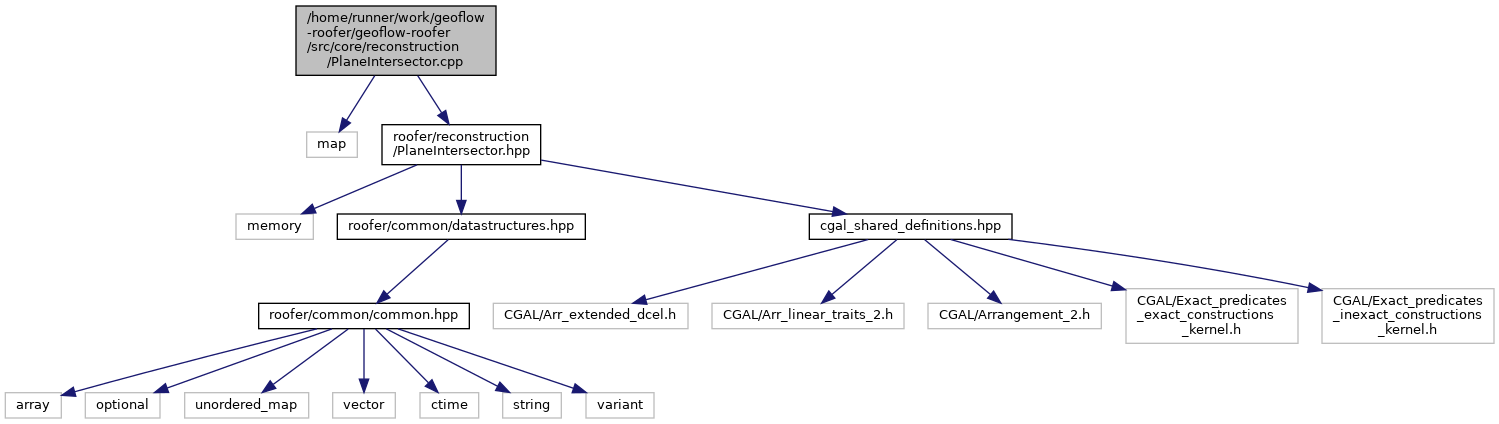 /home/runner/work/geoflow
-roofer/geoflow-roofer
/src/core/reconstruction
/PlaneIntersector.cpp
map
roofer/reconstruction
/PlaneIntersector.hpp
memory
roofer/common/datastructures.hpp
cgal_shared_definitions.hpp
roofer/common/common.hpp
CGAL/Arr_extended_dcel.h
CGAL/Arr_linear_traits_2.h
CGAL/Arrangement_2.h
CGAL/Exact_predicates
_exact_constructions
_kernel.h
CGAL/Exact_predicates
_inexact_constructions
_kernel.h
array
optional
unordered_map
vector
ctime
string
variant